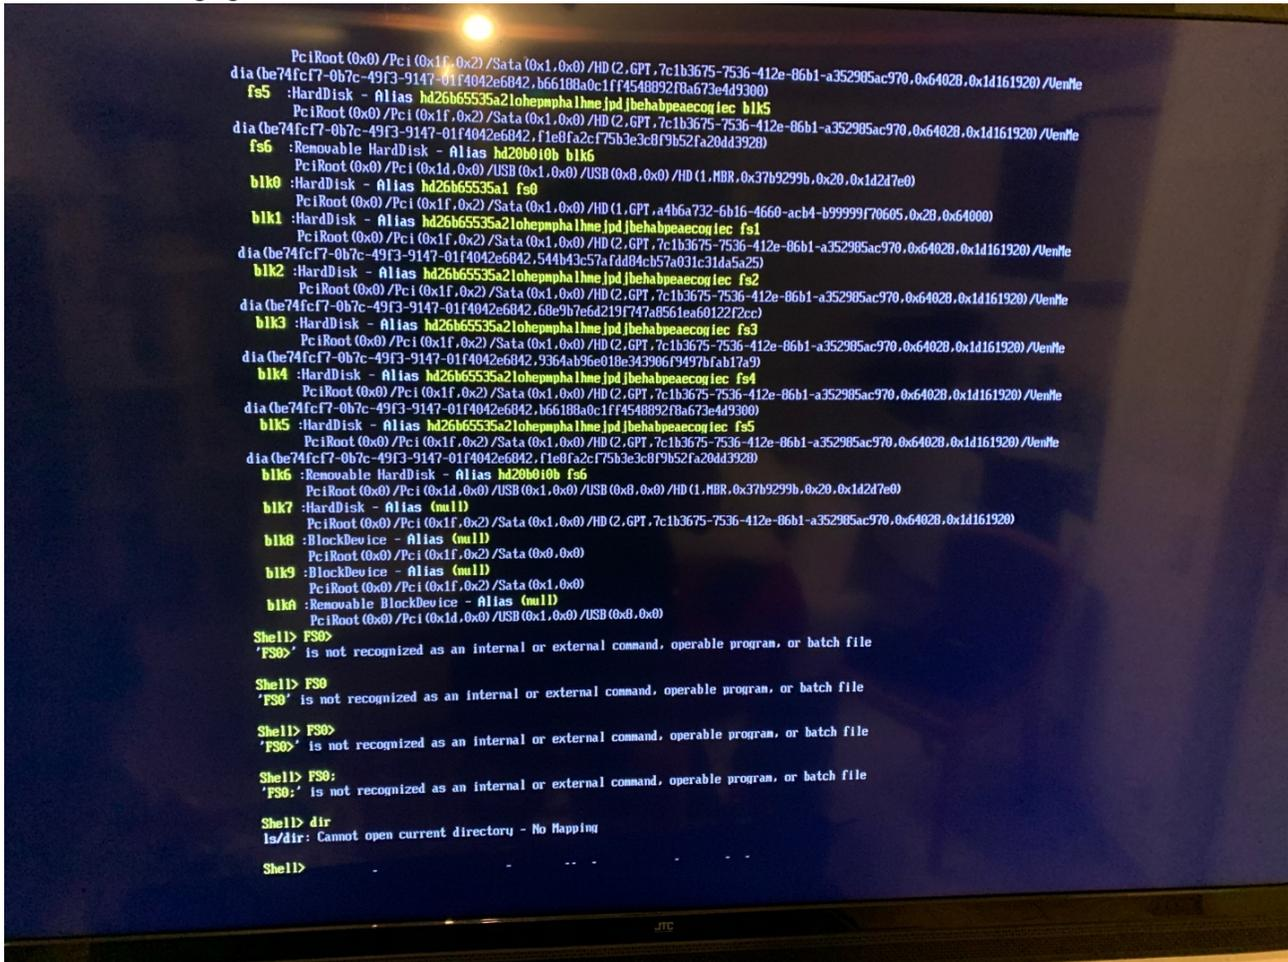 PciRoot(0x0)/Pci(0x1f,0x2)/Sata(0x1,0x0)/HD(2,GPT,7c1b3675-7536-412e-86b1-a352985ac970,0x64028,0x1d161920)/VenMe
dia(be74fcf7-0b7c-49f3-9147-01f4042e6842,b66188a0c1ff4548892f8a673e4d9300)
fs5 :HardDisk - Alias hd26b65535a2lohepmphalhmejpdjbehabpeaecogiec blk5
PciRoot(0x0)/Pci(0x1f,0x2)/Sata(0x1,0x0)/HD(2,GPT,7c1b3675-7536-412e-86b1-a352985ac970,0x64028,0x1d161920)/VenMe
dia(be74fcf7-0b7c-49f3-9147-01f4042e6842,f1e8fa2cf75b3e3c8f9b52fa20dd3928)
fs6 :Removable HardDisk - Alias hd20b0i0b blk6
PciRoot(0x0)/Pci(0x1d,0x0)/USB(0x1,0x0)/USB(0x8,0x0)/HD(1,MBR,0x37b9299b,0x20,0x1d2d7e0)
blk0 :HardDisk - Alias hd26b65535a1 fs0
PciRoot(0x0)/Pci(0x1f,0x2)/Sata(0x1,0x0)/HD(1,GPT,a4b6a732-6b16-4660-acb4-b99999f70605,0x28,0x64000)
blk1 :HardDisk - Alias hd26b65535a2lohepmphalhmejpdjbehabpeaecogiec fs1
PciRoot(0x0)/Pci(0x1f,0x2)/Sata(0x1,0x0)/HD(2,GPT,7c1b3675-7536-412e-86b1-a352985ac970,0x64028,0x1d161920)/VenMe
dia(be74fcf7-0b7c-49f3-9147-01f4042e6842,544b43c57afdd84cb57a031c31da5a25)
blk2 :HardDisk - Alias hd26b65535a2lohepmphalhmejpdjbehabpeaecogiec fs2
PciRoot(0x0)/Pci(0x1f,0x2)/Sata(0x1,0x0)/HD(2,GPT,7c1b3675-7536-412e-86b1-a352985ac970,0x64028,0x1d161920)/VenMe
dia(be74fcf7-0b7c-49f3-9147-01f4042e6842,68e9b7e6d219f747a8561ea60122f2cc)
blk3 :HardDisk - Alias hd26b65535a2lohepmphalhmejpdjbehabpeaecogiec fs3
PciRoot(0x0)/Pci(0x1f,0x2)/Sata(0x1,0x0)/HD(2,GPT,7c1b3675-7536-412e-86b1-a352985ac970,0x64028,0x1d161920)/VenMe
dia(be74fcf7-0b7c-49f3-9147-01f4042e6842,9364ab96e018e343906f9497bfab17a9)
blk4 :HardDisk - Alias hd26b65535a2lohepmphalhmejpdjbehabpeaecogiec fs4
PciRoot(0x0)/Pci(0x1f,0x2)/Sata(0x1,0x0)/HD(2,GPT,7c1b3675-7536-412e-86b1-a352985ac970,0x64028,0x1d161920)/VenMe
dia(be74fcf7-0b7c-49f3-9147-01f4042e6842,b66188a0c1ff4548892f8a673e4d9300)
blk5 :HardDisk - Alias hd26b65535a2lohepmphalhmejpdjbehabpeaecogiec fs5
PciRoot(0x0)/Pci(0x1f,0x2)/Sata(0x1,0x0)/HD(2,GPT,7c1b3675-7536-412e-86b1-a352985ac970,0x64028,0x1d161920)/VenMe
dia(be74fcf7-0b7c-49f3-9147-01f4042e6842,f1e8fa2cf75b3e3c8f9b52fa20dd3928)
blk6 :Removable HardDisk - Alias hd20b0i0b fs6
PciRoot(0x0)/Pci(0x1d,0x0)/USB(0x1,0x0)/USB(0x8,0x0)/HD(1,MBR,0x37b9299b,0x20,0x1d2d7e0)
blk7 :HardDisk - Alias (null)
PciRoot(0x0)/Pci(0x1f,0x2)/Sata(0x1,0x0)/HD(2,GPT,7c1b3675-7536-412e-86b1-a352985ac970,0x64028,0x1d161920)
blk8 :BlockDevice - Alias (null)
PciRoot(0x0)/Pci(0x1f,0x2)/Sata(0x0,0x0)
blk9 :BlockDevice - Alias (null)
PciRoot(0x0)/Pci(0x1f,0x2)/Sata(0x1,0x0)
blkA :Removable BlockDevice - Alias (null)
PciRoot(0x0)/Pci(0x1d,0x0)/USB(0x1,0x0)/USB(0x8,0x0)
Shell> FS0>
'FS0>' is not recognized as an internal or external command, operable program, or batch file
Shell> FS0
'FS0' is not recognized as an internal or external command, operable program, or batch file
Shell> FS0>
'FS0>' is not recognized as an internal or external command, operable program, or batch file
Shell> FS0:
'FS0:' is not recognized as an internal or external command, operable program, or batch file
Shell> dir
ls/dir: Cannot open current directory - No Mapping
Shell>
JTC